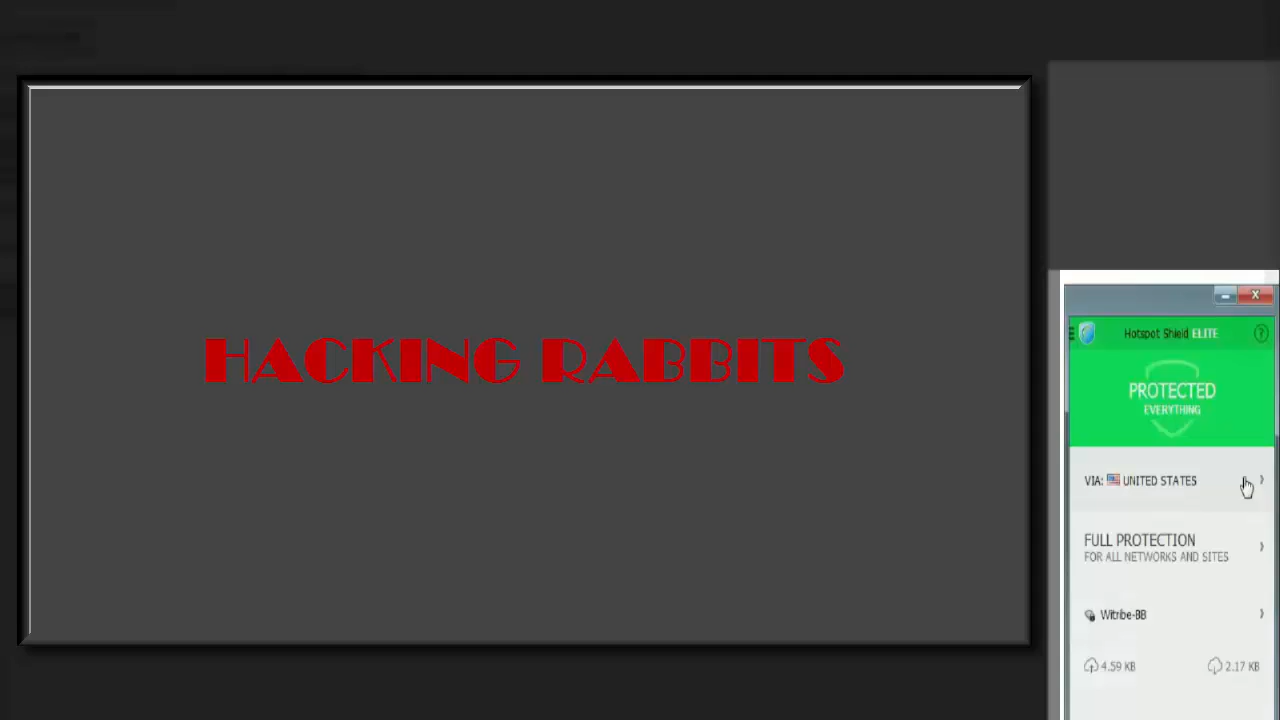 HACKING RABBITS
Hotspot Shield ELITE
PROTECTED
EVERYTHING
VIA: UNITED STATES
FULL PROTECTION
FOR ALL NETWORKS AND SITES
Witribe-BB
4.59 KB 2.17 KB